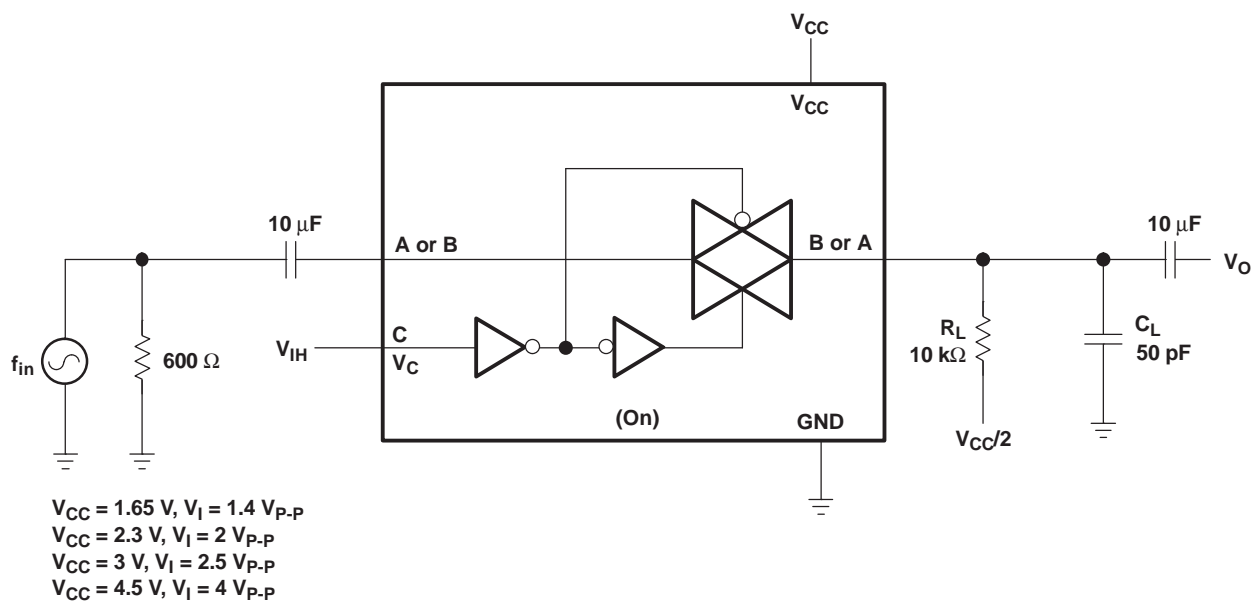 VCC
VCC
10 μF
A or B
B or A
10 μF
VO
fin
600 Ω
VIH
C
VC
RL
10 kΩ
CL
50 pF
(On)
GND
VCC/2
VCC = 1.65 V, VI = 1.4 VP-P
VCC = 2.3 V, VI = 2 VP-P
VCC = 3 V, VI = 2.5 VP-P
VCC = 4.5 V, VI = 4 VP-P